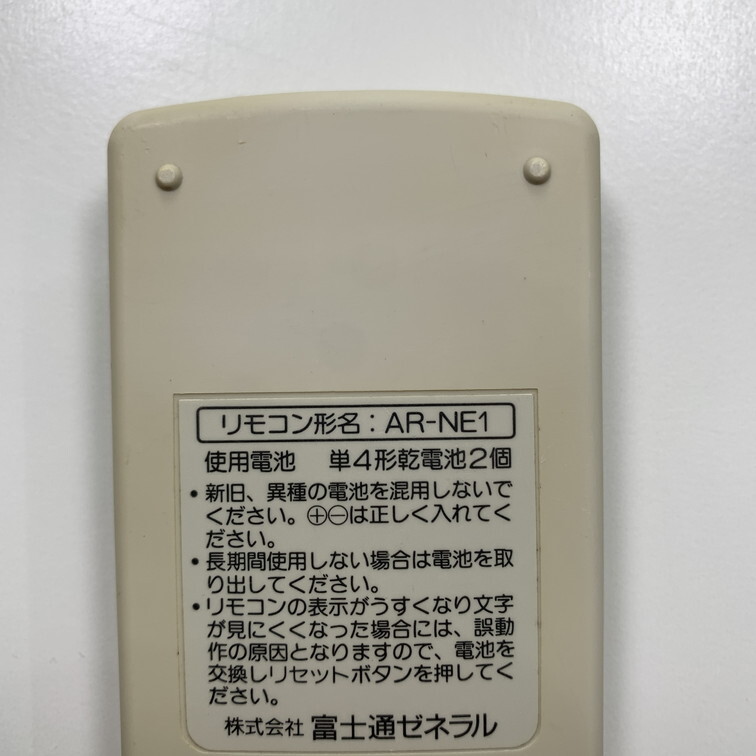 リモコン形名:AR-NE1
使用電池 単4形乾電池2個
・新旧、異種の電池を混用しないで
ください。⊕⊖は正しく入れてく
ださい。
・長期間使用しない場合は電池を取
り出してください。
・リモコンの表示がうすくなり文字
が見にくくなった場合には、誤動
作の原因となりますので、電池を
交換しリセットボタンを押してく
ださい。
株式会社 富士通ゼネラル